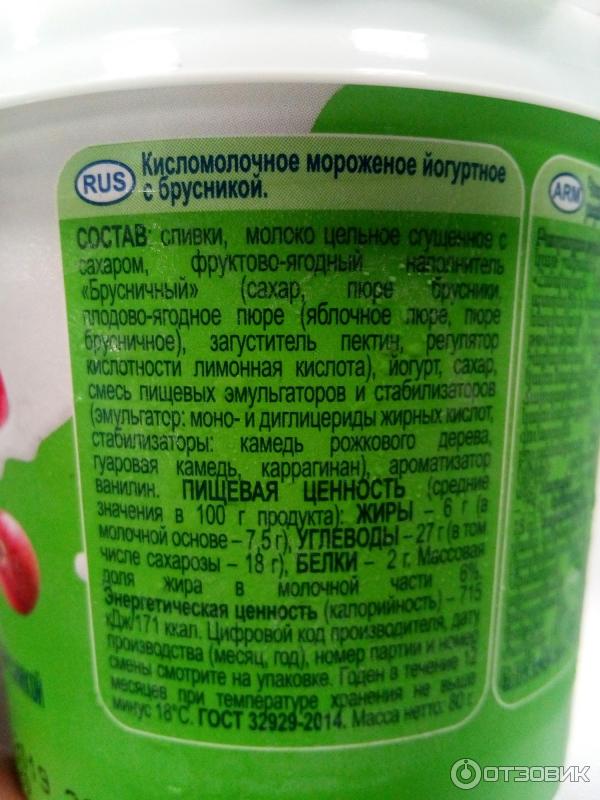 RUS
Кисломолочное мороженое йогуртное
с брусникой.
СОСТАВ: сливки, молоко цельное сгущенное с
сахаром, фруктово-ягодный наполнитель
«Брусничный» (сахар, пюре брусники,
плодово-ягодное пюре (яблочное пюре, пюре
брусничное), загуститель пектин, регулятор
кислотности лимонная кислота), йогурт, сахар,
смесь пищевых эмульгаторов и стабилизаторов
(эмульгатор: моно- и диглицериды жирных кислот,
стабилизаторы: камедь рожкового дерева,
гуаровая камедь, каррагинан), ароматизатор
ванилин. ПИЩЕВАЯ ЦЕННОСТЬ (средние
значения в 100 г продукта): ЖИРЫ – 6 г (в
молочной основе – 7,5 г), УГЛЕВОДЫ – 27 г (в том
числе сахарозы – 18 г), БЕЛКИ – 2 г. Массовая
доля жира в молочной части 6%.
Энергетическая ценность (калорийность) – 715
кДж/171 ккал. Цифровой код производителя, дату
производства (месяц, год), номер партии и номер
смены смотрите на упаковке. Годен в течение 12
месяцев при температуре хранения не выше
минус 18°С. ГОСТ 32929-2014. Масса нетто: 80 г.
ARM
ОТЗОВИК